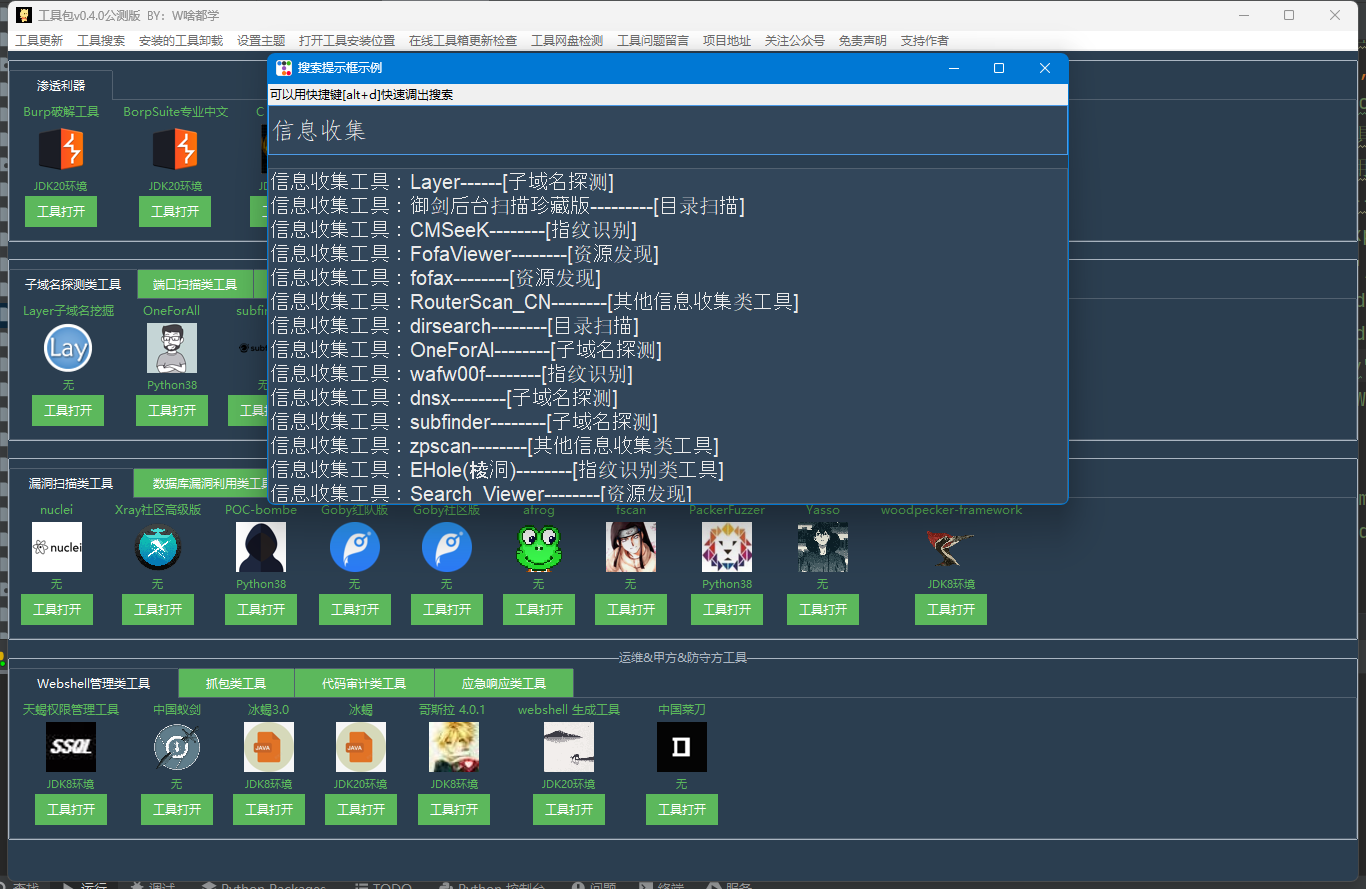 工具包v0.4.0公测版 BY：W啥都学
工具更新 工具搜索 安装的工具卸载 设置主题 打开工具安装位置 在线工具箱更新检查 工具网盘检测 工具问题留言 项目地址 关注公众号 免责声明 支持作者
搜索提示框示例
可以用快捷键[alt+d]快速调出搜索
信息收集
信息收集工具：Layer------[子域名探测]
信息收集工具：御剑后台扫描珍藏版---------[目录扫描]
信息收集工具：CMSeeK--------[指纹识别]
信息收集工具：FofaViewer--------[资源发现]
信息收集工具：fofax--------[资源发现]
信息收集工具：RouterScan_CN--------[其他信息收集类工具]
信息收集工具：dirsearch--------[目录扫描]
信息收集工具：OneForAl--------[子域名探测]
信息收集工具：wafw00f--------[指纹识别]
信息收集工具：dnsx--------[子域名探测]
信息收集工具：subfinder--------[子域名探测]
信息收集工具：zpscan--------[其他信息收集类工具]
信息收集工具：EHole(棱洞)--------[指纹识别类工具]
信息收集工具：Search_Viewer--------[资源发现]
渗透利器
Burp破解工具 BorpSuite专业中文 C
JDK20环境 JDK20环境
工具打开 工具打开
子域名探测类工具 端口扫描类工具
Layer子域名挖掘 OneForAll subfin
Lay
无 Python38 无
工具打开 工具打开 工具
漏洞扫描类工具 数据库漏洞利用类工具
nuclei Xray社区高级版 POC-bombe Goby红队版 Goby社区版 afrog fscan PackerFuzzer Yasso woodpecker-framework
nuclei
无 无 Python38 无 无 无 无 Python38 无 JDK8环境
工具打开 工具打开 工具打开 工具打开 工具打开 工具打开 工具打开 工具打开 工具打开 工具打开
运维&甲方&防守方工具
Webshell管理类工具 抓包类工具 代码审计类工具 应急响应类工具
天蝎权限管理工具 中国蚁剑 冰蝎3.0 冰蝎 哥斯拉 4.0.1 webshell 生成工具 中国菜刀
SSQL JAVA JAVA
JDK8环境 无 JDK8环境 JDK20环境 JDK8环境 JDK20环境 无
工具打开 工具打开 工具打开 工具打开 工具打开 工具打开 工具打开
查找 运行 调试 Python Packages TODO Python 控制台 问题 终端 服务